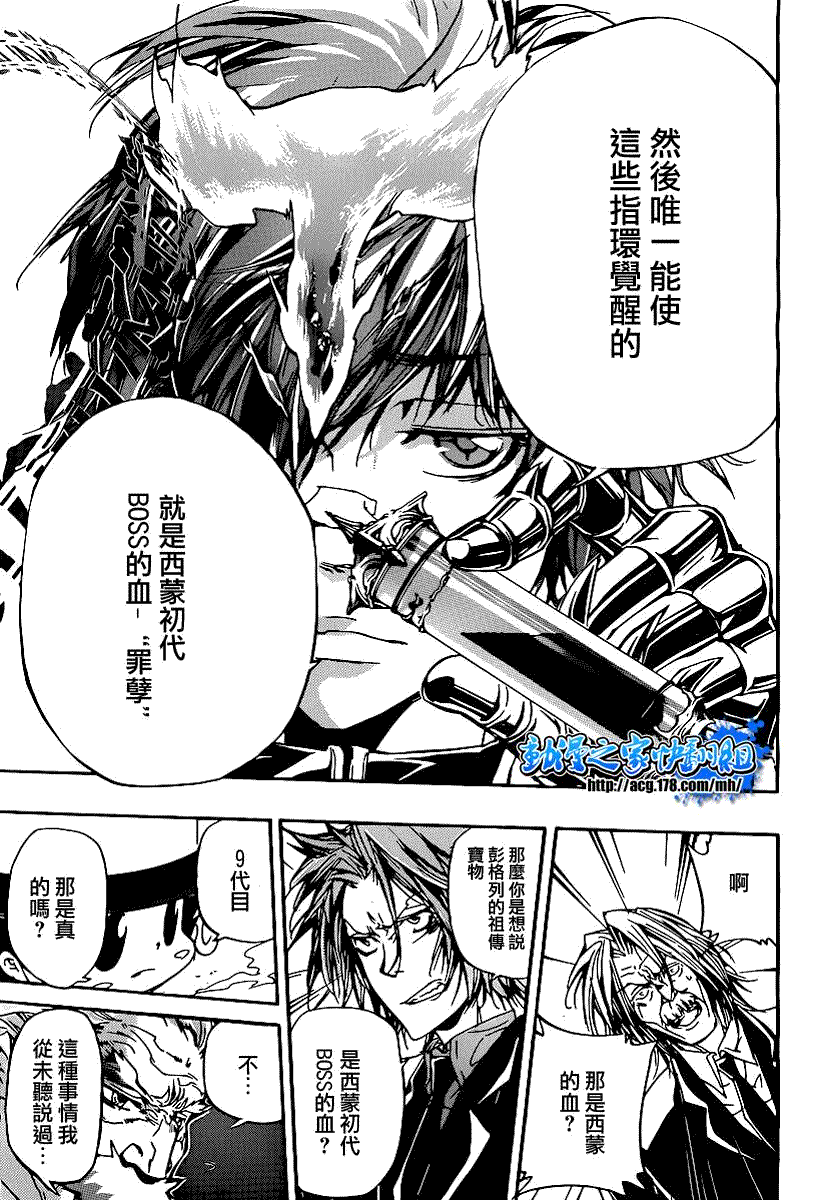 然後唯一能使
這些指環覺醒的
就是西蒙初代
BOSS的血-“罪孽”
動漫之家快翻組
http://acg.178.com/mh/
啊
那是西蒙
的血?
那麼你是想說
彭格列的祖傳
寶物
是西蒙初代
BOSS的血?
9代目
那是真
的嗎?
不…
這種事情我
從未聽說過…